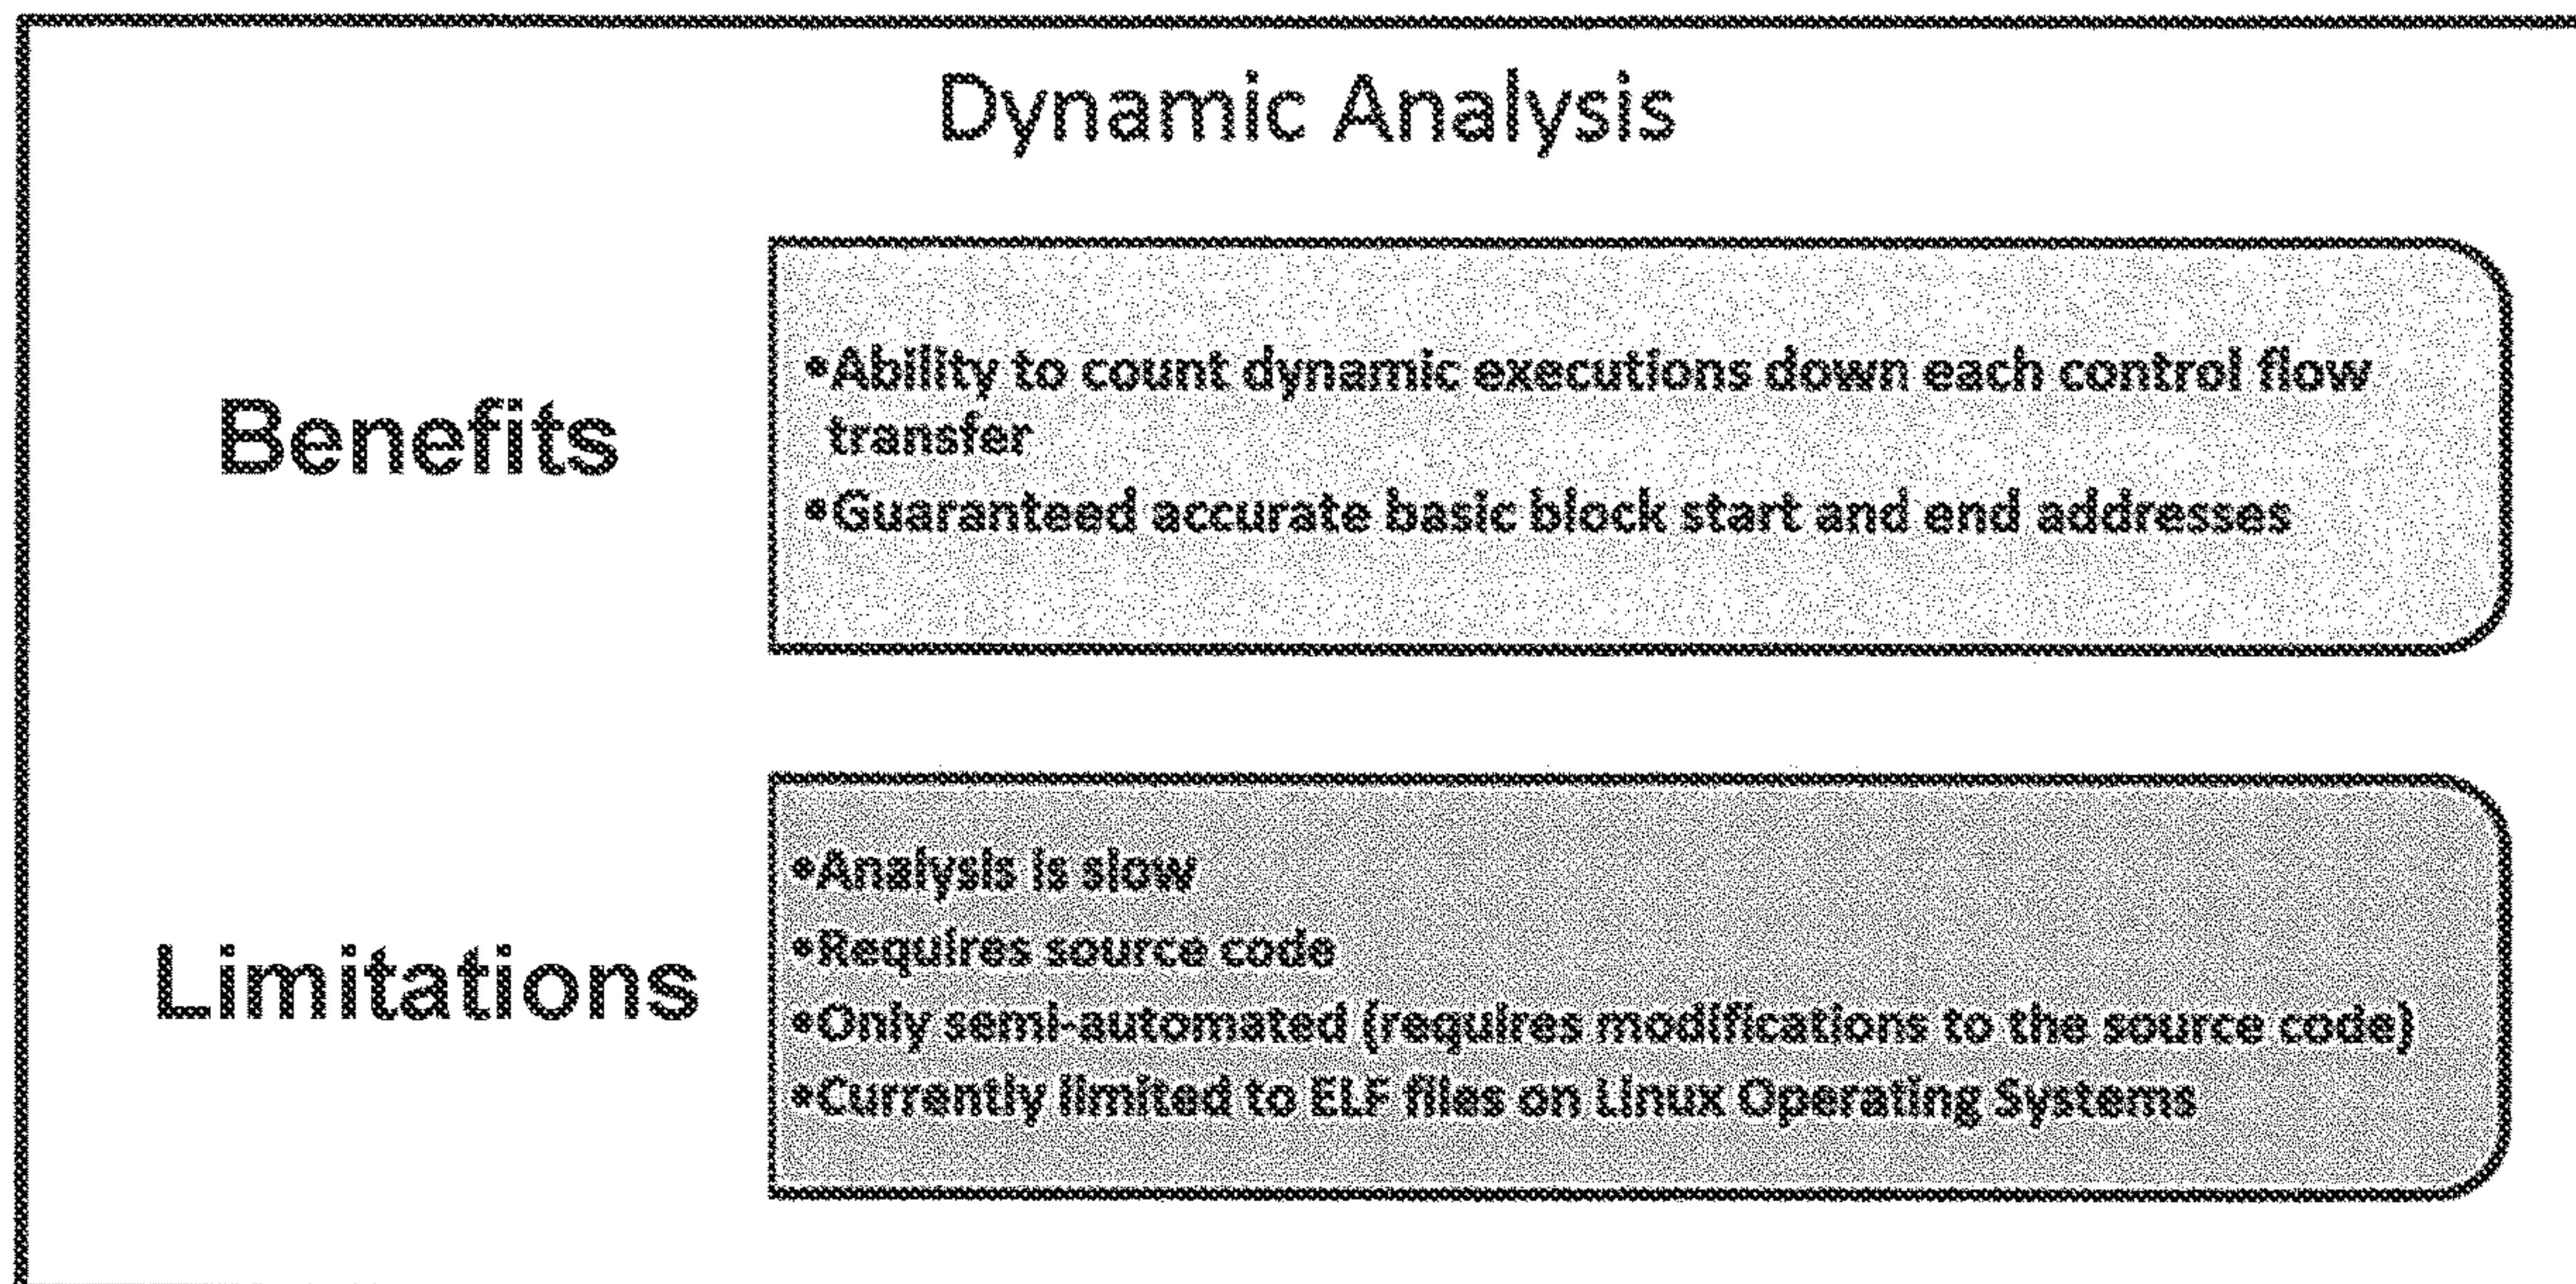 Dynamic Analysis
Benefits
•Ability to count dynamic executions down each control flow
transfer
•Guaranteed accurate basic block start and end addresses
Limitations
•Analysis is slow
•Requires source code
•Only semi-automated (requires modifications to the source code)
•Currently limited to ELF files on Linux Operating Systems